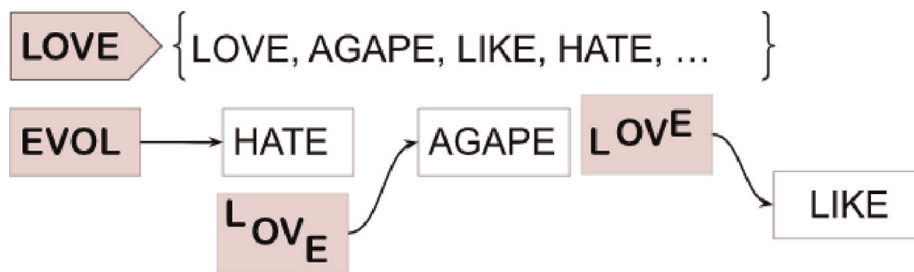 LOVE { LOVE, AGAPE, LIKE, HATE, ... }
EVOL HATE AGAPE LOVE
LOVE LIKE